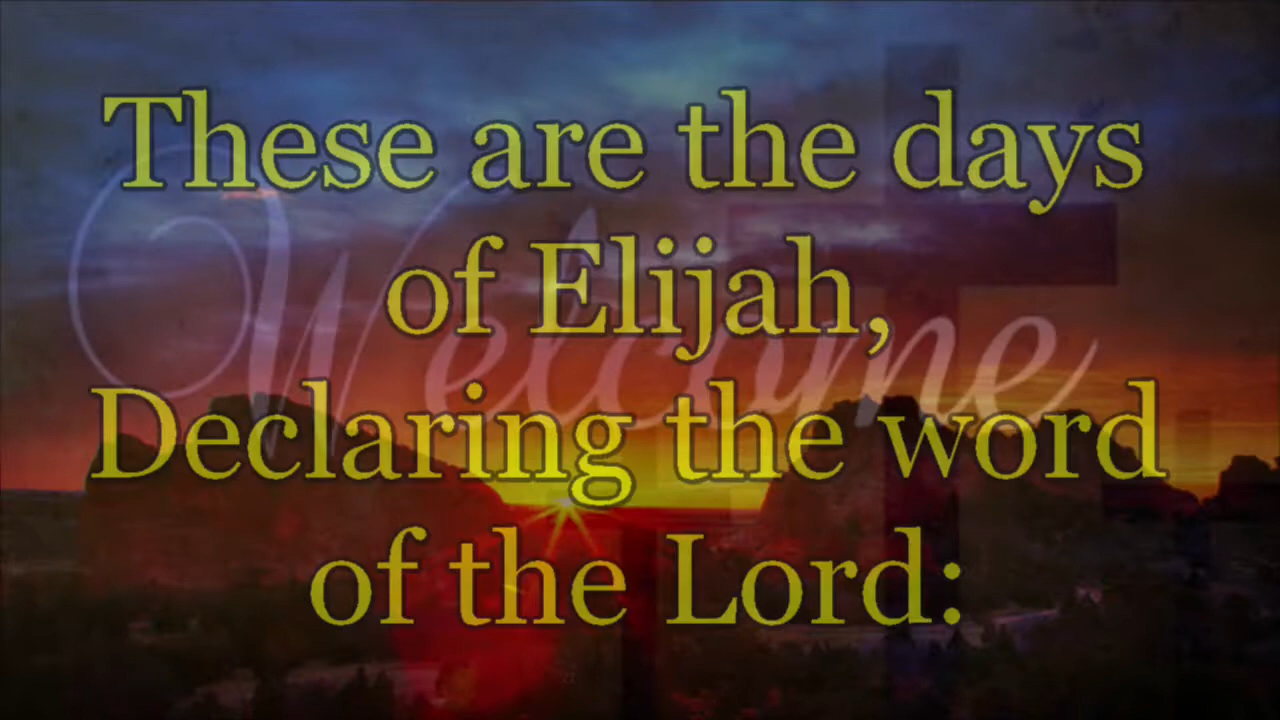 These are the days
of Elijah,
Welcome
Declaring the word
of the Lord: